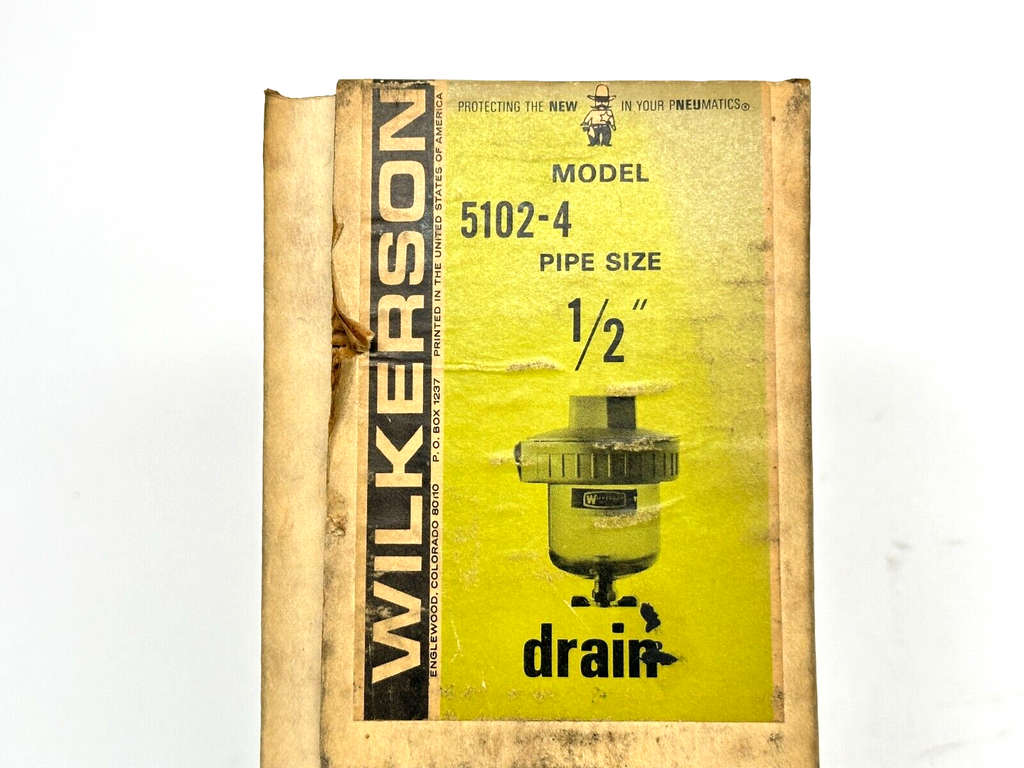 WILKERSON
ENGLEWOOD, COLORADO 80110 P. O. BOX 1237 PRINTED IN THE UNITED STATES OF AMERICA
PROTECTING THE NEW IN YOUR PNEUMATICS®
MODEL
5102-4
PIPE SIZE
1/2"
drain